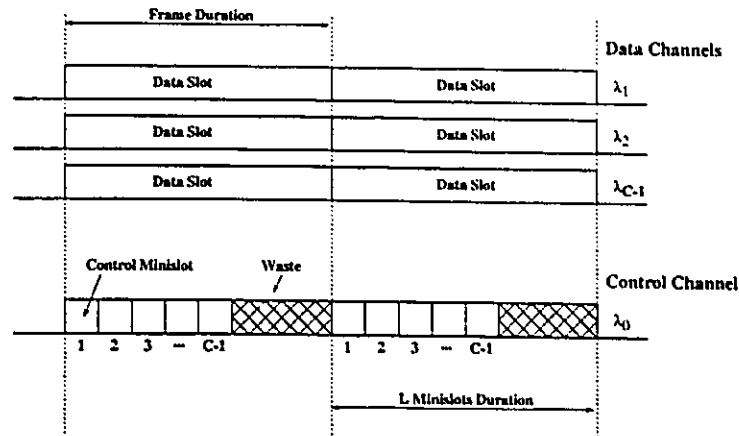 Frame Duration
Data Channels
Data Slot Data Slot λ1
Data Slot Data Slot λ2
Data Slot Data Slot λC-1
Control Minislot Waste
Control Channel
λ0
1 2 3 ... C-1 1 2 3 ... C-1
L Minislots Duration